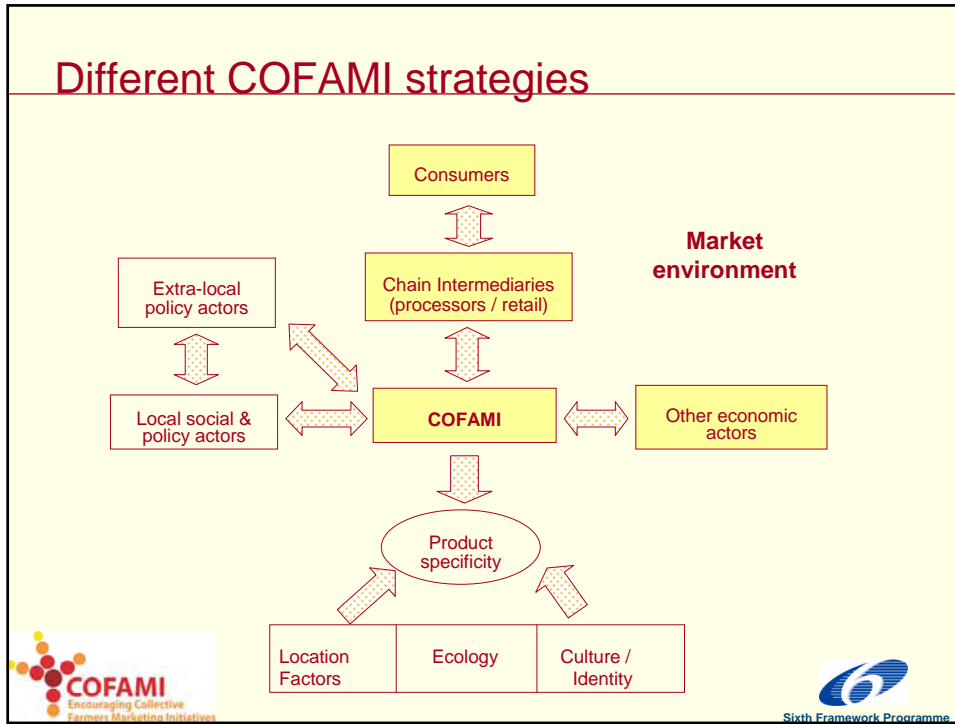 Different COFAMI strategies
Consumers
Market
environment
Chain Intermediaries
(processors / retail)
Extra-local
policy actors
Local social &
policy actors
COFAMI
Other economic
actors
Product
specificity
Location
Factors
Ecology
Culture /
Identity
COFAMI
Encouraging Collective
Farmers Marketing Initiatives
6
Sixth Framework Programme